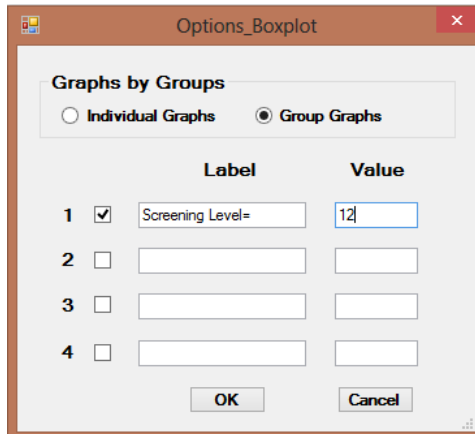 Options_Boxplot
Graphs by Groups
Individual Graphs Group Graphs
Label Value
1 Screening Level= 12
2
3
4
OK Cancel